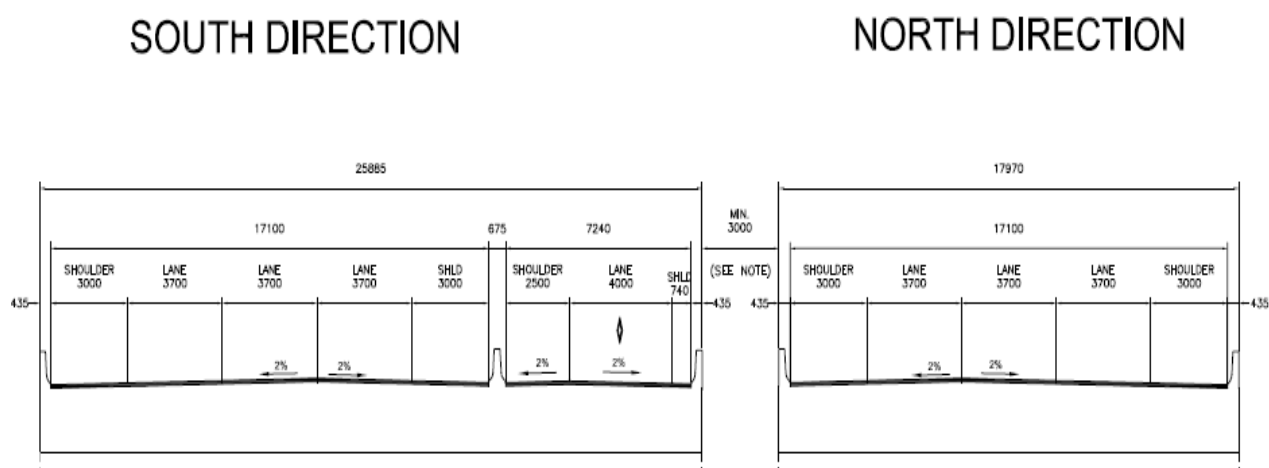 SOUTH DIRECTION
NORTH DIRECTION
25885
17970
17100
675
7240
MIN.
3000
17100
SHOULDER
3000
LANE
3700
LANE
3700
LANE
3700
SHLD
3000
SHOULDER
2500
LANE
4000
SHLD
740
(SEE NOTE)
SHOULDER
3000
LANE
3700
LANE
3700
LANE
3700
SHOULDER
3000
435
435
435
435
2%
2%
2%
2%
2%
2%